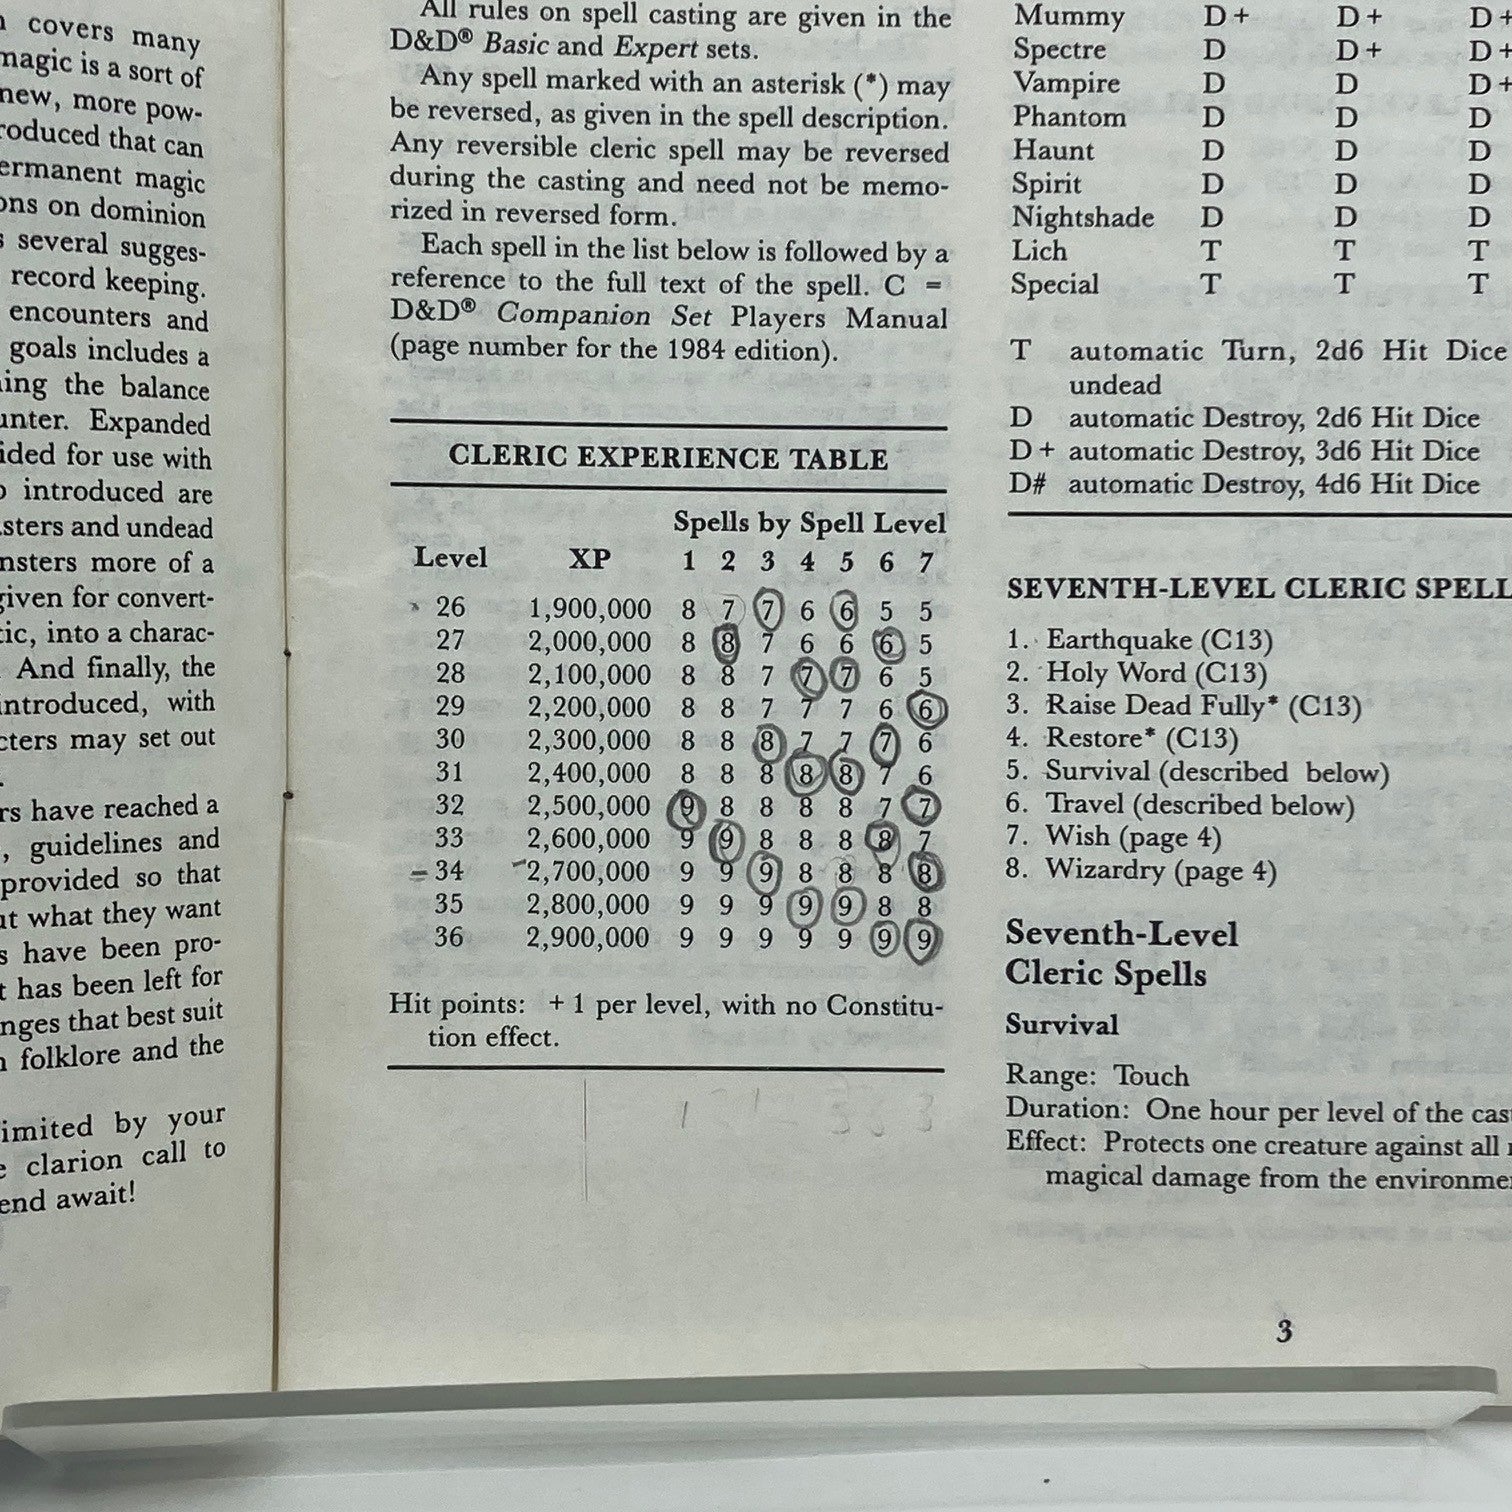 covers many
magic is a sort of
new, more pow-
roduced that can
ermanent magic
ons on dominion
several sugges-
record keeping.
encounters and
goals includes a
ing the balance
unter. Expanded
ided for use with
introduced are
sters and undead
nsters more of a
given for convert-
tic, into a charac-
And finally, the
introduced, with
cters may set out
rs have reached a
, guidelines and
provided so that
ut what they want
s have been pro-
t has been left for
nges that best suit
folklore and the
imited by your
clarion call to
end await!
All rules on spell casting are given in the
D&D® Basic and Expert sets.
Any spell marked with an asterisk (*) may
be reversed, as given in the spell description.
Any reversible cleric spell may be reversed
during the casting and need not be memo-
rized in reversed form.
Each spell in the list below is followed by a
reference to the full text of the spell. C =
D&D® Companion Set Players Manual
(page number for the 1984 edition).
CLERIC EXPERIENCE TABLE
Spells by Spell Level
Level XP 1 2 3 4 5 6 7
26 1,900,000 8 7 7 6 6 5 5
27 2,000,000 8 8 7 6 6 6 5
28 2,100,000 8 8 7 7 7 6 5
29 2,200,000 8 8 7 7 7 6 6
30 2,300,000 8 8 8 7 7 7 6
31 2,400,000 8 8 8 8 8 7 6
32 2,500,000 9 8 8 8 8 7 7
33 2,600,000 9 9 8 8 8 8 7
34 2,700,000 9 9 9 8 8 8 8
35 2,800,000 9 9 9 9 9 8 8
36 2,900,000 9 9 9 9 9 9 9
Hit points: +1 per level, with no Constitu-
tion effect.
Mummy D+ D+ D+
Spectre D D+ D+
Vampire D D D+
Phantom D D D
Haunt D D D
Spirit D D D
Nightshade D D D
Lich T T T
Special T T T
T automatic Turn, 2d6 Hit Dice
undead
D automatic Destroy, 2d6 Hit Dice
D+ automatic Destroy, 3d6 Hit Dice
D# automatic Destroy, 4d6 Hit Dice
SEVENTH-LEVEL CLERIC SPELL
1. Earthquake (C13)
2. Holy Word (C13)
3. Raise Dead Fully* (C13)
4. Restore* (C13)
5. Survival (described below)
6. Travel (described below)
7. Wish (page 4)
8. Wizardry (page 4)
Seventh-Level
Cleric Spells
Survival
Range: Touch
Duration: One hour per level of the cas
Effect: Protects one creature against all
magical damage from the environme
3